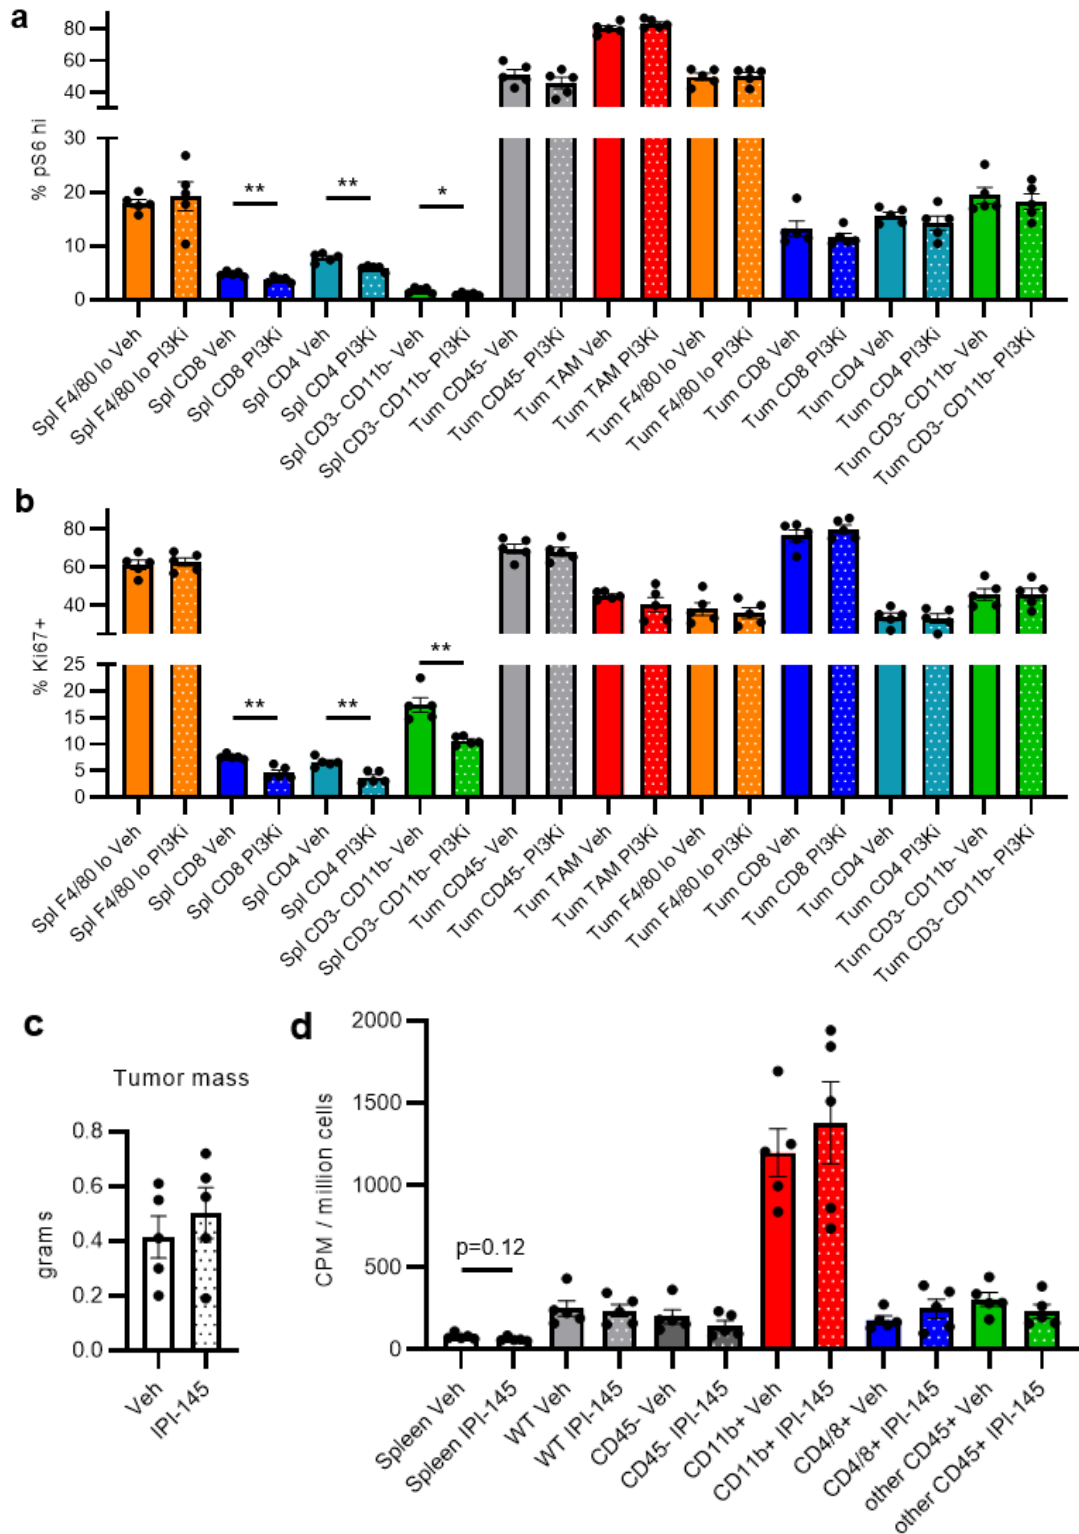 a
% pS6 hi
80
60
40
30
20
10
0
**
**
*
Spl F4/80 lo Veh
Spl F4/80 lo PI3Ki
Spl CD8 Veh
Spl CD8 PI3Ki
Spl CD4 Veh
Spl CD4 PI3Ki
Spl CD3- CD11b- Veh
Spl CD3- CD11b- PI3Ki
Tum CD45- Veh
Tum CD45- PI3Ki
Tum TAM Veh
Tum TAM PI3Ki
Tum F4/80 lo Veh
Tum F4/80 lo PI3Ki
Tum CD8 Veh
Tum CD8 PI3Ki
Tum CD4 Veh
Tum CD4 PI3Ki
Tum CD3- CD11b- Veh
Tum CD3- CD11b- PI3Ki
b
% Ki67+
80
60
40
25
20
15
10
5
0
**
**
**
Spl F4/80 lo Veh
Spl F4/80 lo PI3Ki
Spl CD8 Veh
Spl CD8 PI3Ki
Spl CD4 Veh
Spl CD4 PI3Ki
Spl CD3- CD11b- Veh
Spl CD3- CD11b- PI3Ki
Tum CD45- Veh
Tum CD45- PI3Ki
Tum TAM Veh
Tum TAM PI3Ki
Tum F4/80 lo Veh
Tum F4/80 lo PI3Ki
Tum CD8 Veh
Tum CD8 PI3Ki
Tum CD4 Veh
Tum CD4 PI3Ki
Tum CD3- CD11b- Veh
Tum CD3- CD11b- PI3Ki
c
Tumor mass
grams
0.8
0.6
0.4
0.2
0.0
Veh
IPI-145
d
CPM / million cells
2000
1500
1000
500
0
p=0.12
Spleen Veh
Spleen IPI-145
WT Veh
WT IPI-145
CD45- Veh
CD45- IPI-145
CD11b+ Veh
CD11b+ IPI-145
CD4/8+ Veh
CD4/8+ IPI-145
other CD45+ Veh
other CD45+ IPI-145